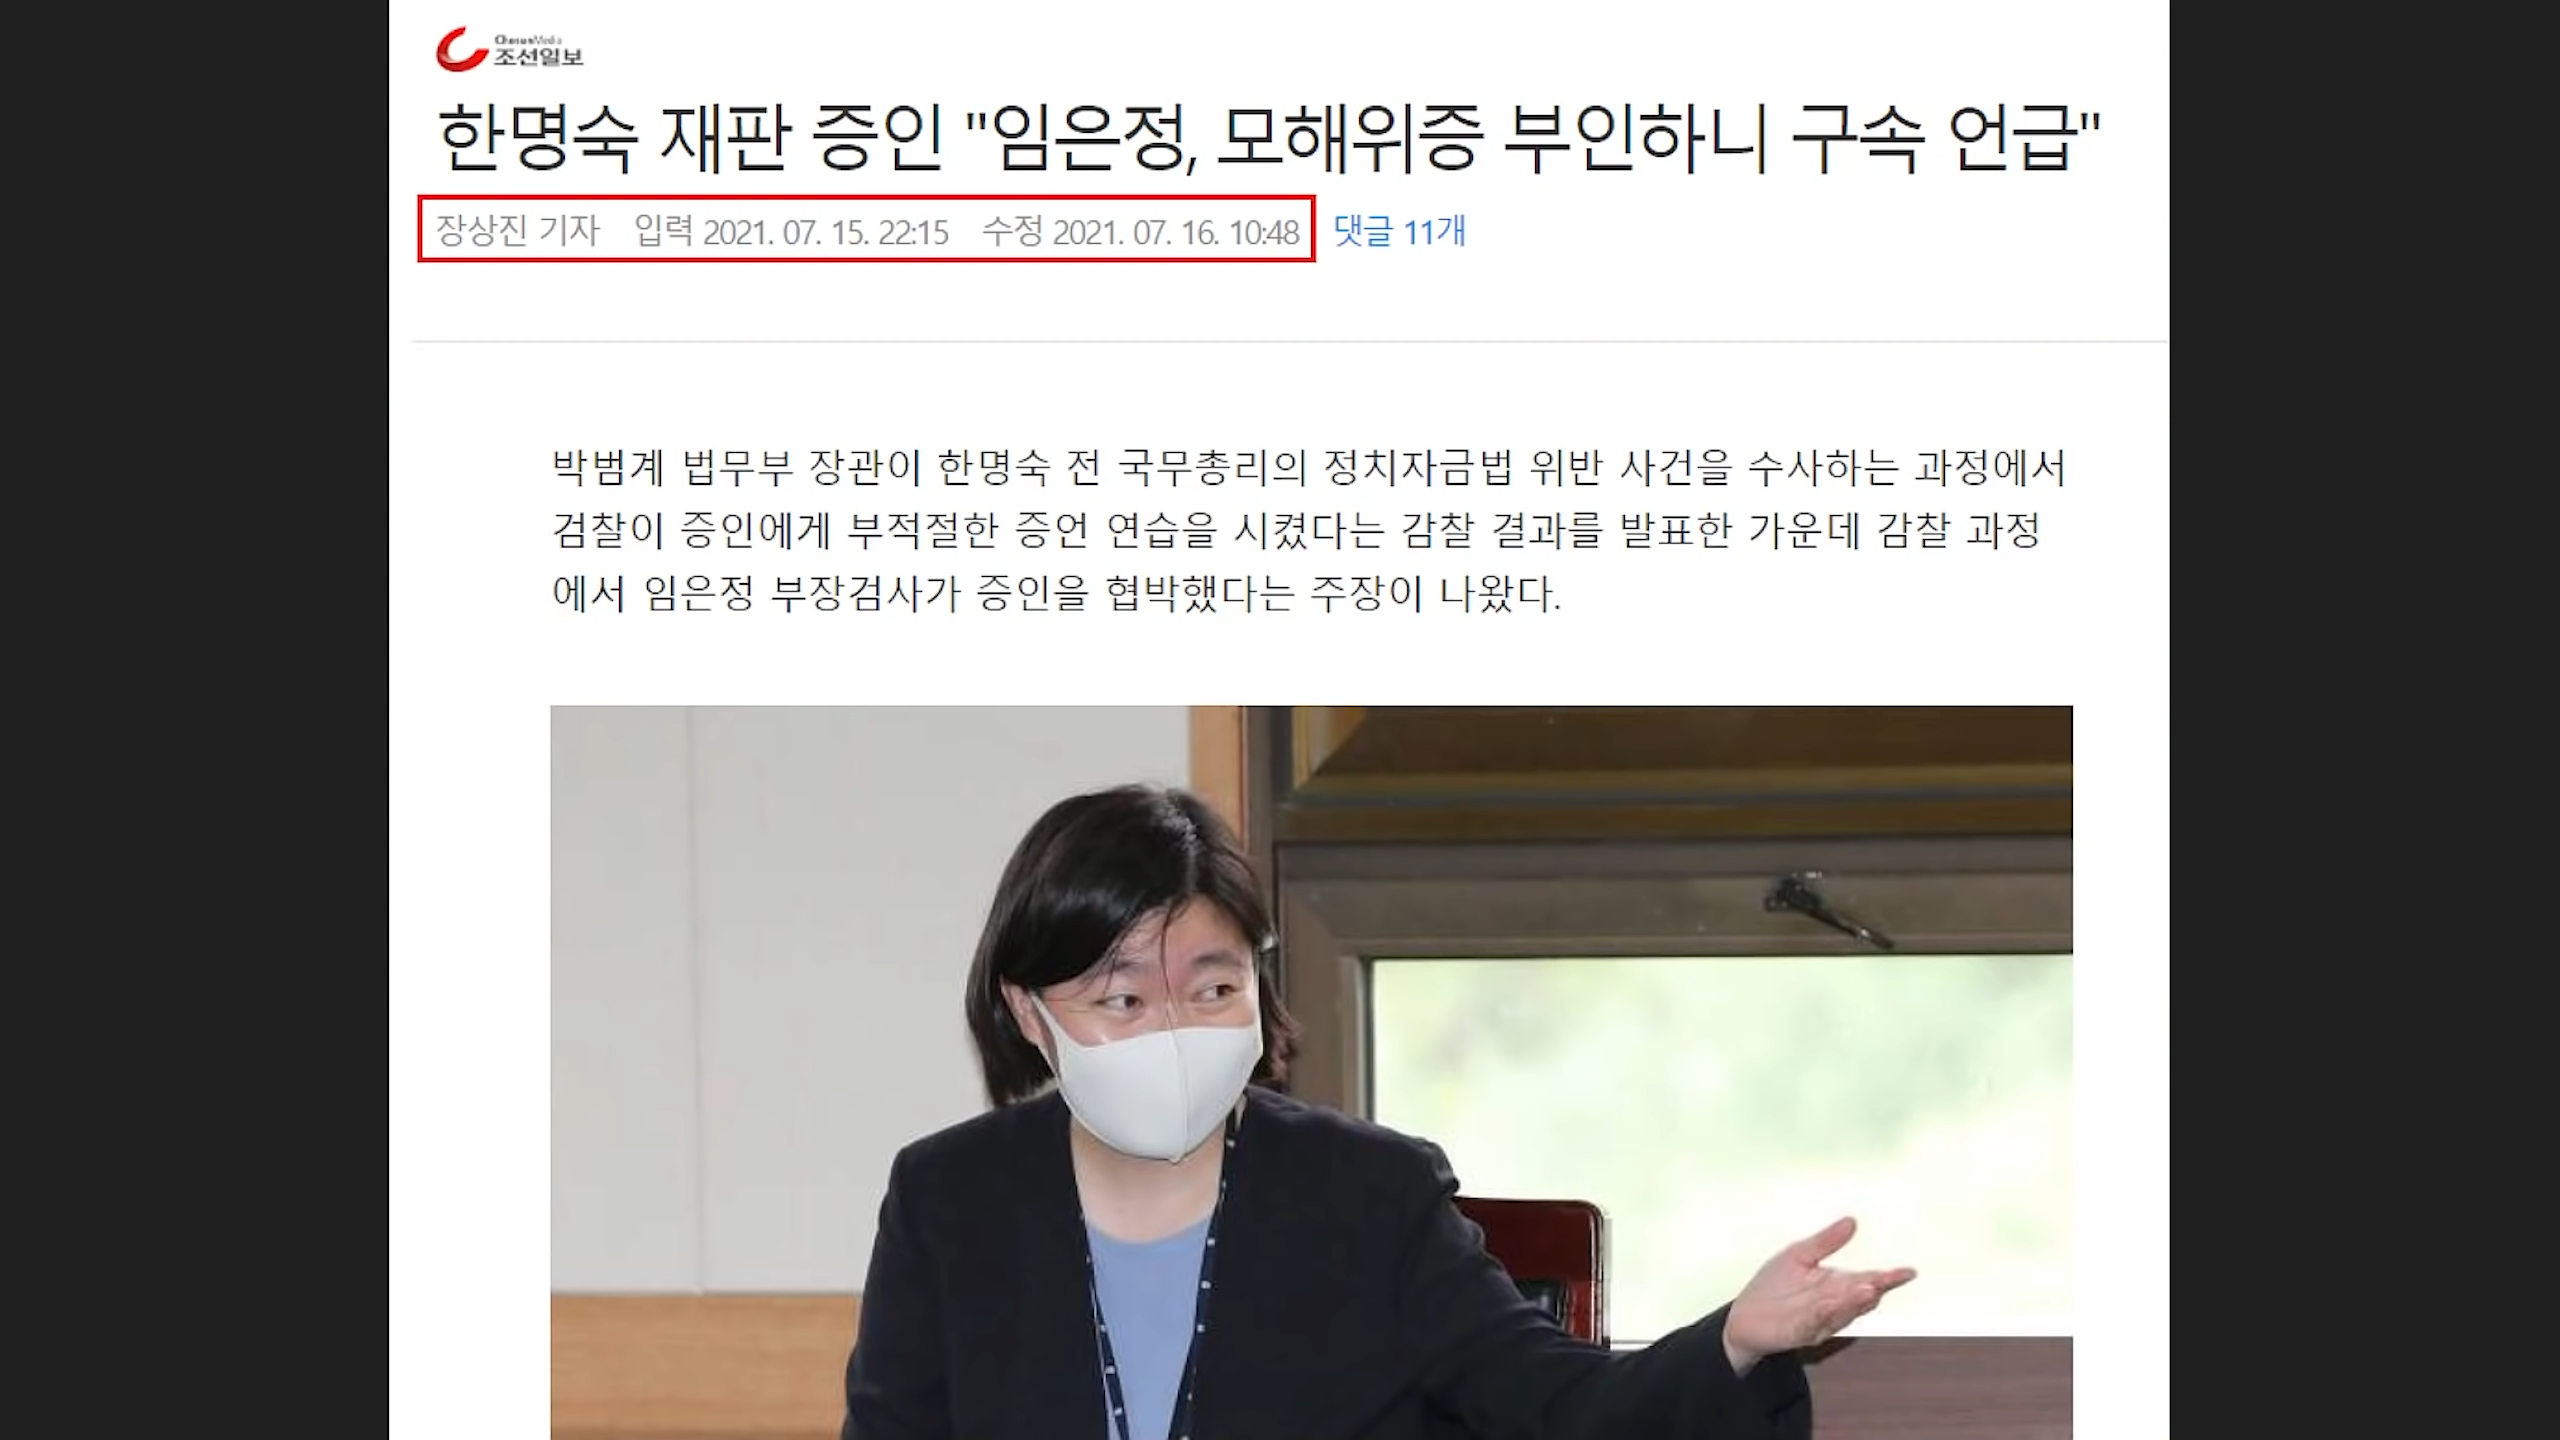 ChosunMedia
조선일보
한명숙 재판 증인 "임은정, 모해위증 부인하니 구속 언급"
장상진 기자 입력 2021. 07. 15. 22:15 수정 2021. 07. 16. 10:48 댓글 11개
박범계 법무부 장관이 한명숙 전 국무총리의 정치자금법 위반 사건을 수사하는 과정에서
검찰이 증인에게 부적절한 증언 연습을 시켰다는 감찰 결과를 발표한 가운데 감찰 과정
에서 임은정 부장검사가 증인을 협박했다는 주장이 나왔다.